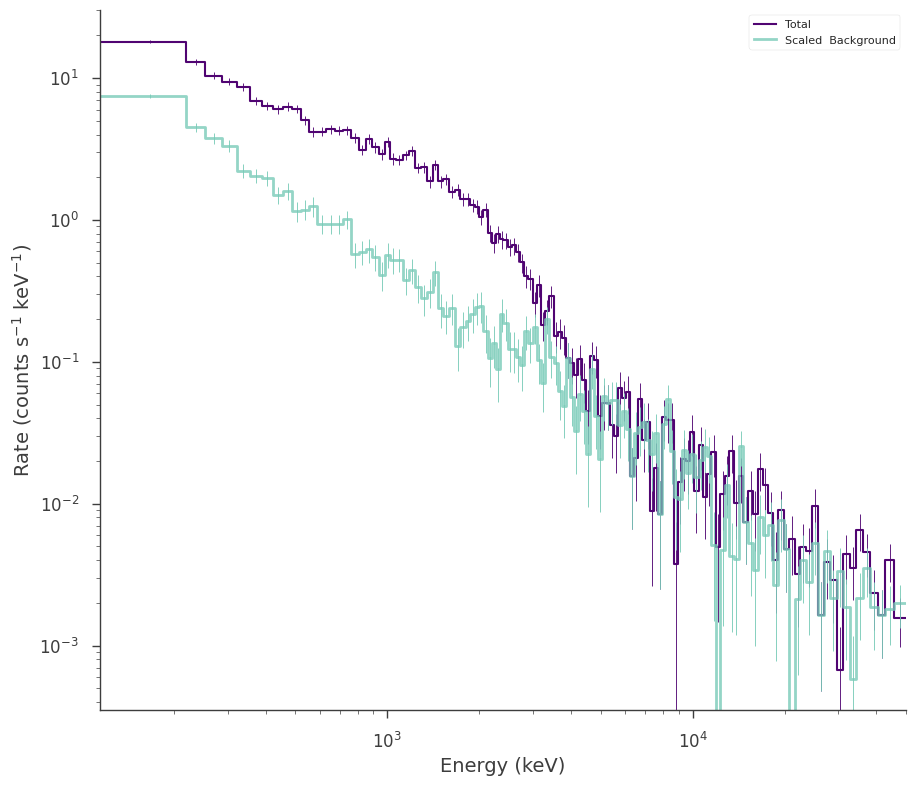 Total
Scaled  Background
10¹
10⁰
10⁻¹
10⁻²
10⁻³
Rate (counts s⁻¹ keV⁻¹)
10³
10⁴
Energy (keV)